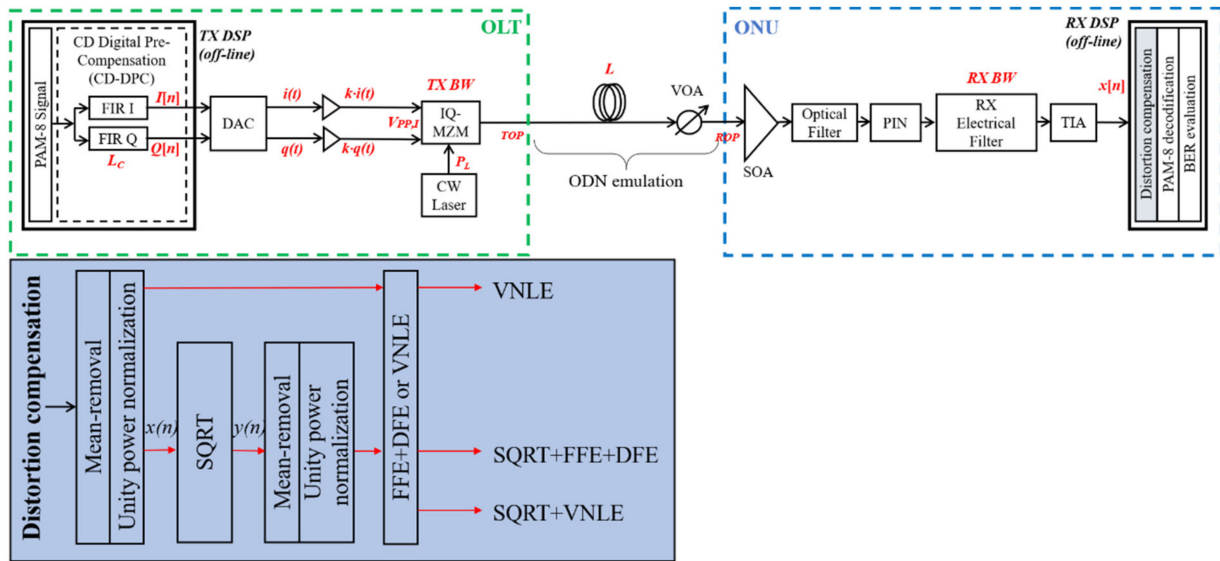 OLT
TX DSP
(off-line)
PAM-8 Signal
CD Digital Pre-
Compensation
(CD-DPC)
FIR I
FIR Q
L_C
I[n]
Q[n]
DAC
i(t)
q(t)
k·i(t)
k·q(t)
V_PP,I
TX BW
IQ-
MZM
P_L
CW
Laser
TOP
L
VOA
ROP
ODN emulation
ONU
SOA
Optical
Filter
PIN
RX BW
RX
Electrical
Filter
TIA
x[n]
RX DSP
(off-line)
Distortion compensation
PAM-8 decodification
BER evaluation
Distortion compensation
Mean-removal
Unity power normalization
x(n)
SQRT
y(n)
Mean-removal
Unity power
normalization
FFE+DFE or VNLE
VNLE
SQRT+FFE+DFE
SQRT+VNLE